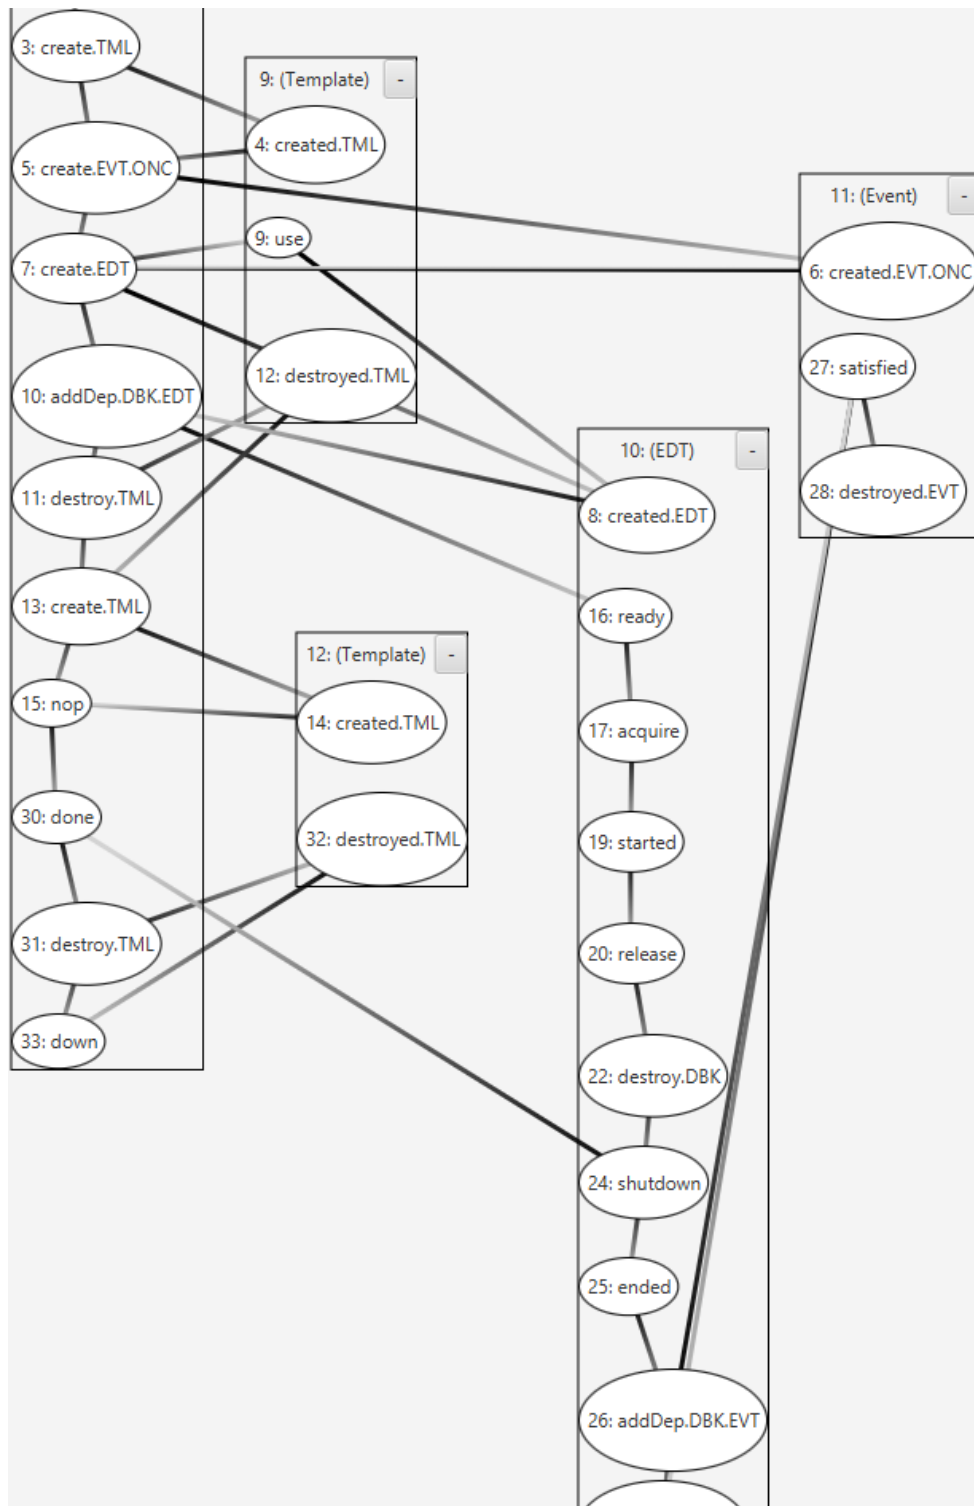 3: create.TML
5: create.EVT.ONC
7: create.EDT
10: addDep.DBK.EDT
11: destroy.TML
13: create.TML
15: nop
30: done
31: destroy.TML
33: down
9: (Template)
-
4: created.TML
9: use
12: destroyed.TML
12: (Template)
-
14: created.TML
32: destroyed.TML
10: (EDT)
-
8: created.EDT
16: ready
17: acquire
19: started
20: release
22: destroy.DBK
24: shutdown
25: ended
26: addDep.DBK.EVT
11: (Event)
-
6: created.EVT.ONC
27: satisfied
28: destroyed.EVT